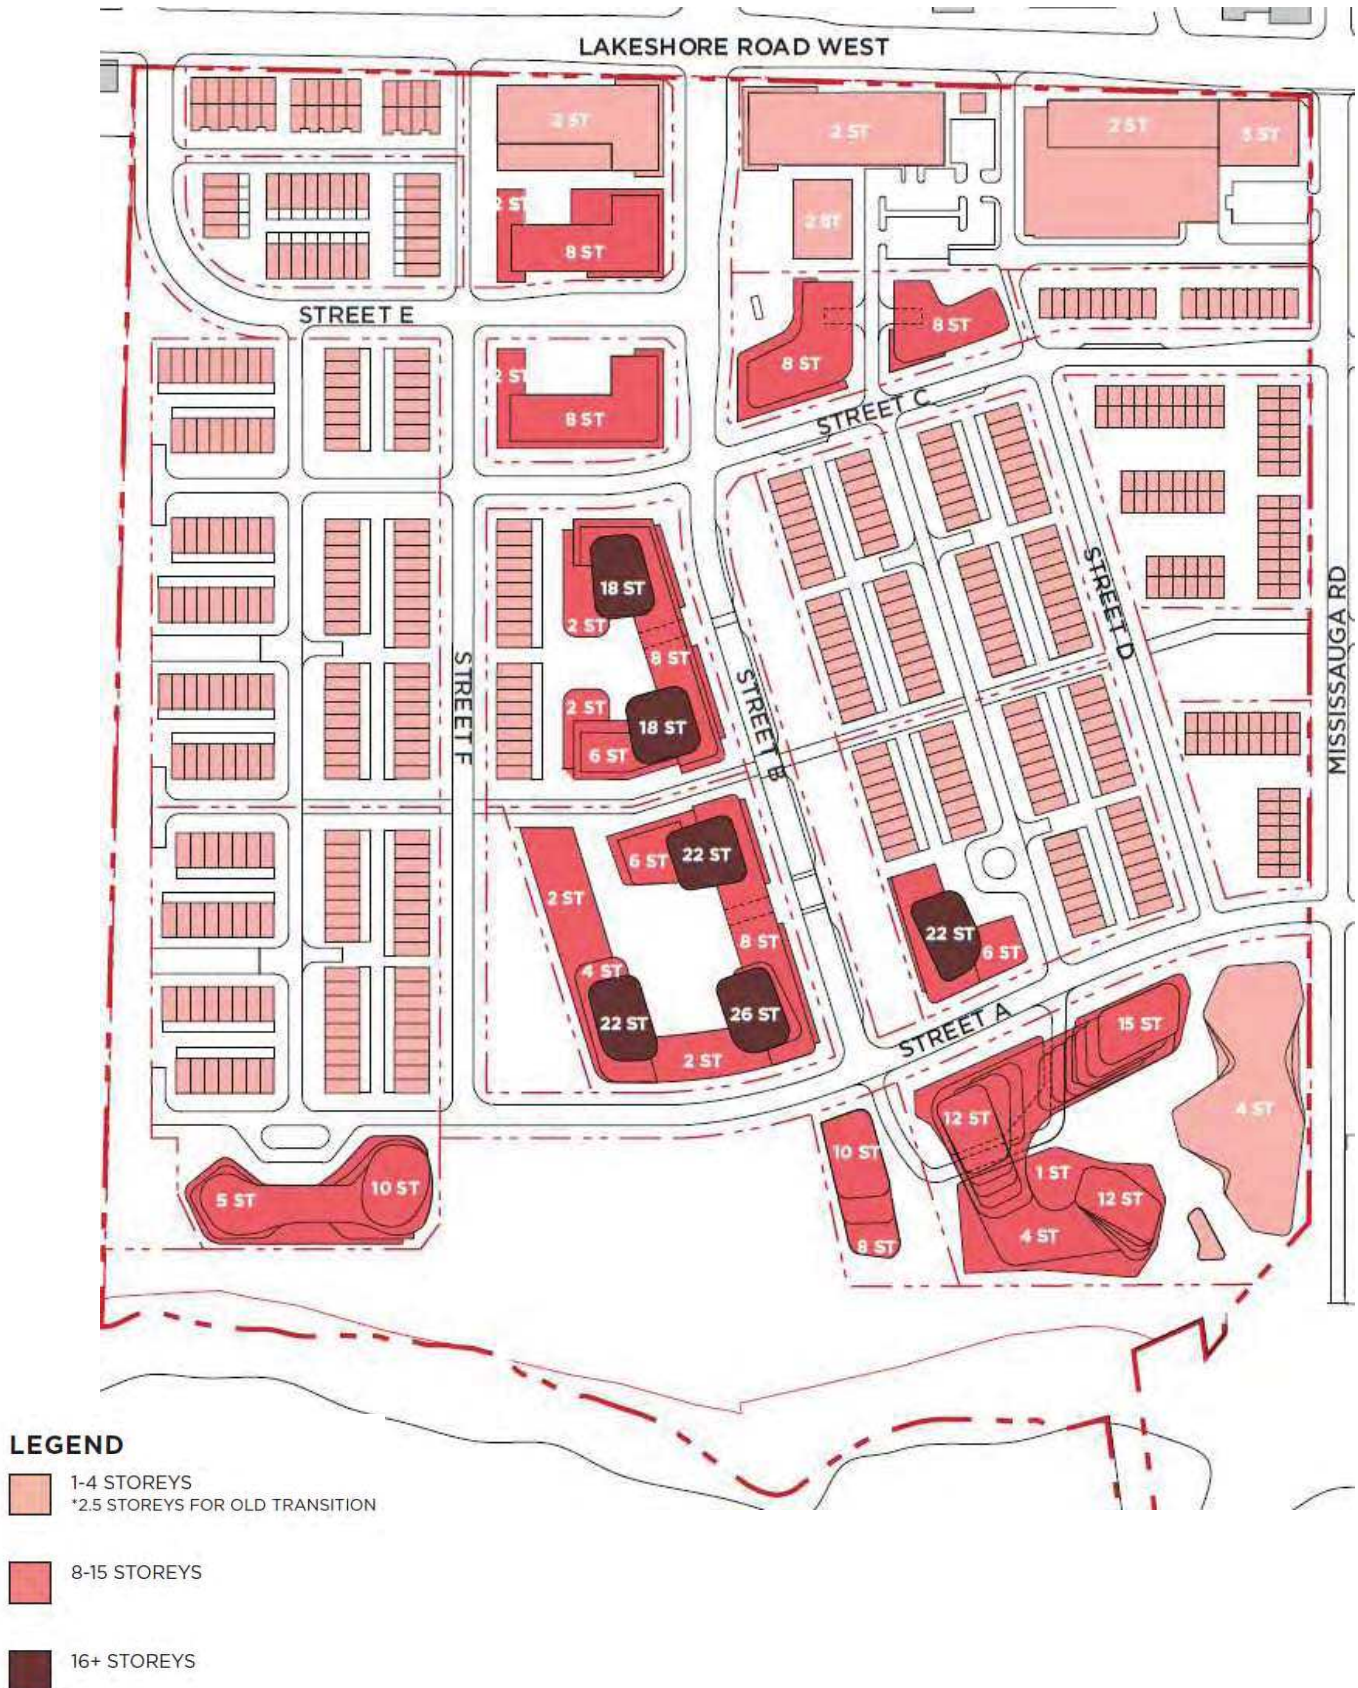 LAKESHORE ROAD WEST
2 ST
2 ST
2 ST
3 ST
2 ST
2 ST
8 ST
STREET E
8 ST
8 ST
2 ST
8 ST
STREET C
18 ST
2 ST
8 ST
STREET D
MISSISSAUGA RD
STREET F
STREET B
2 ST
18 ST
6 ST
6 ST
22 ST
2 ST
8 ST
22 ST
6 ST
4 ST
22 ST
26 ST
2 ST
STREET A
15 ST
12 ST
4 ST
10 ST
1 ST
12 ST
5 ST
10 ST
4 ST
8 ST
LEGEND
1-4 STOREYS
*2.5 STOREYS FOR OLD TRANSITION
8-15 STOREYS
16+ STOREYS